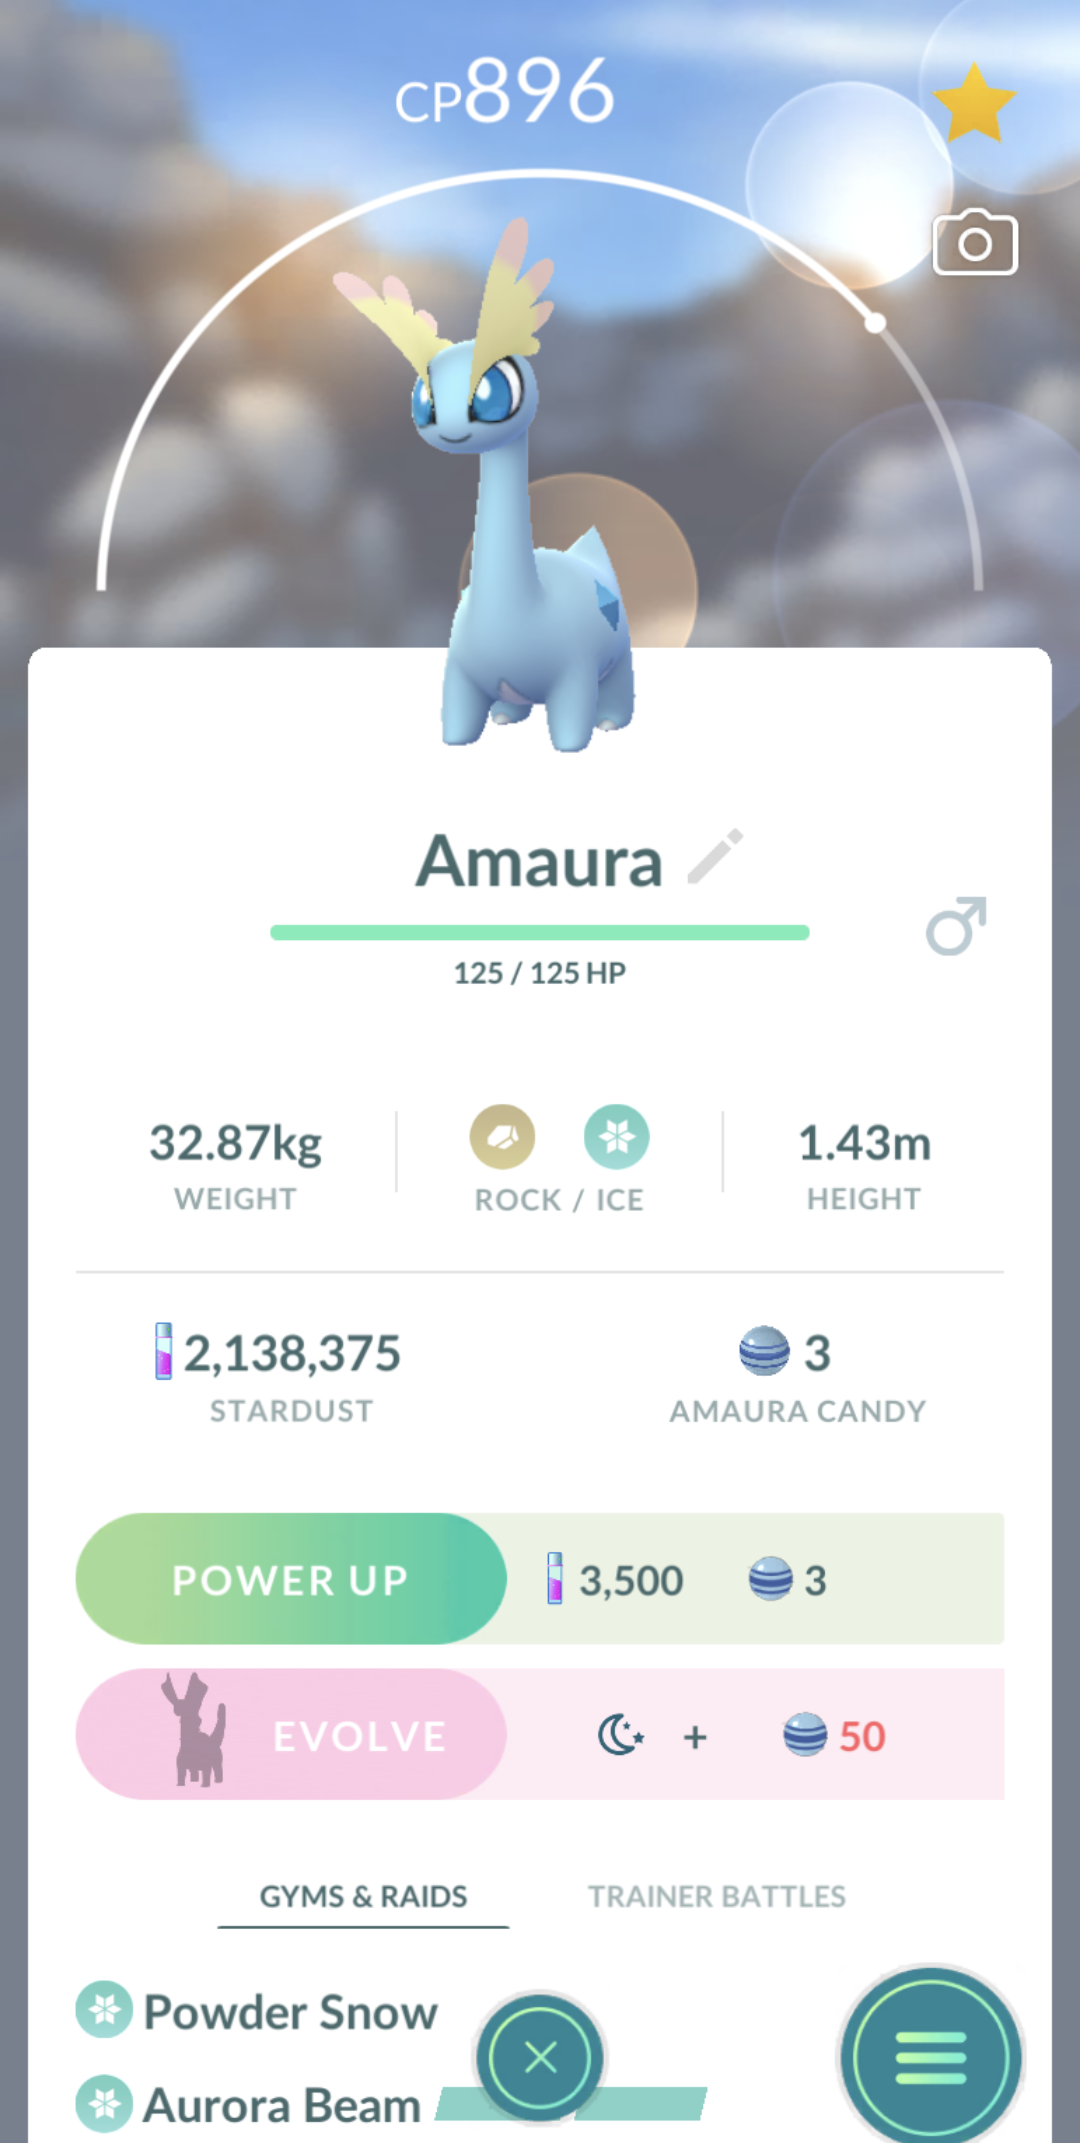 CP896
Amaura
125 / 125 HP
32.87kg
WEIGHT
ROCK / ICE
1.43m
HEIGHT
2,138,375
STARDUST
3
AMAURA CANDY
POWER UP 3,500 3
EVOLVE + 50
GYMS & RAIDS TRAINER BATTLES
Powder Snow
Aurora Beam